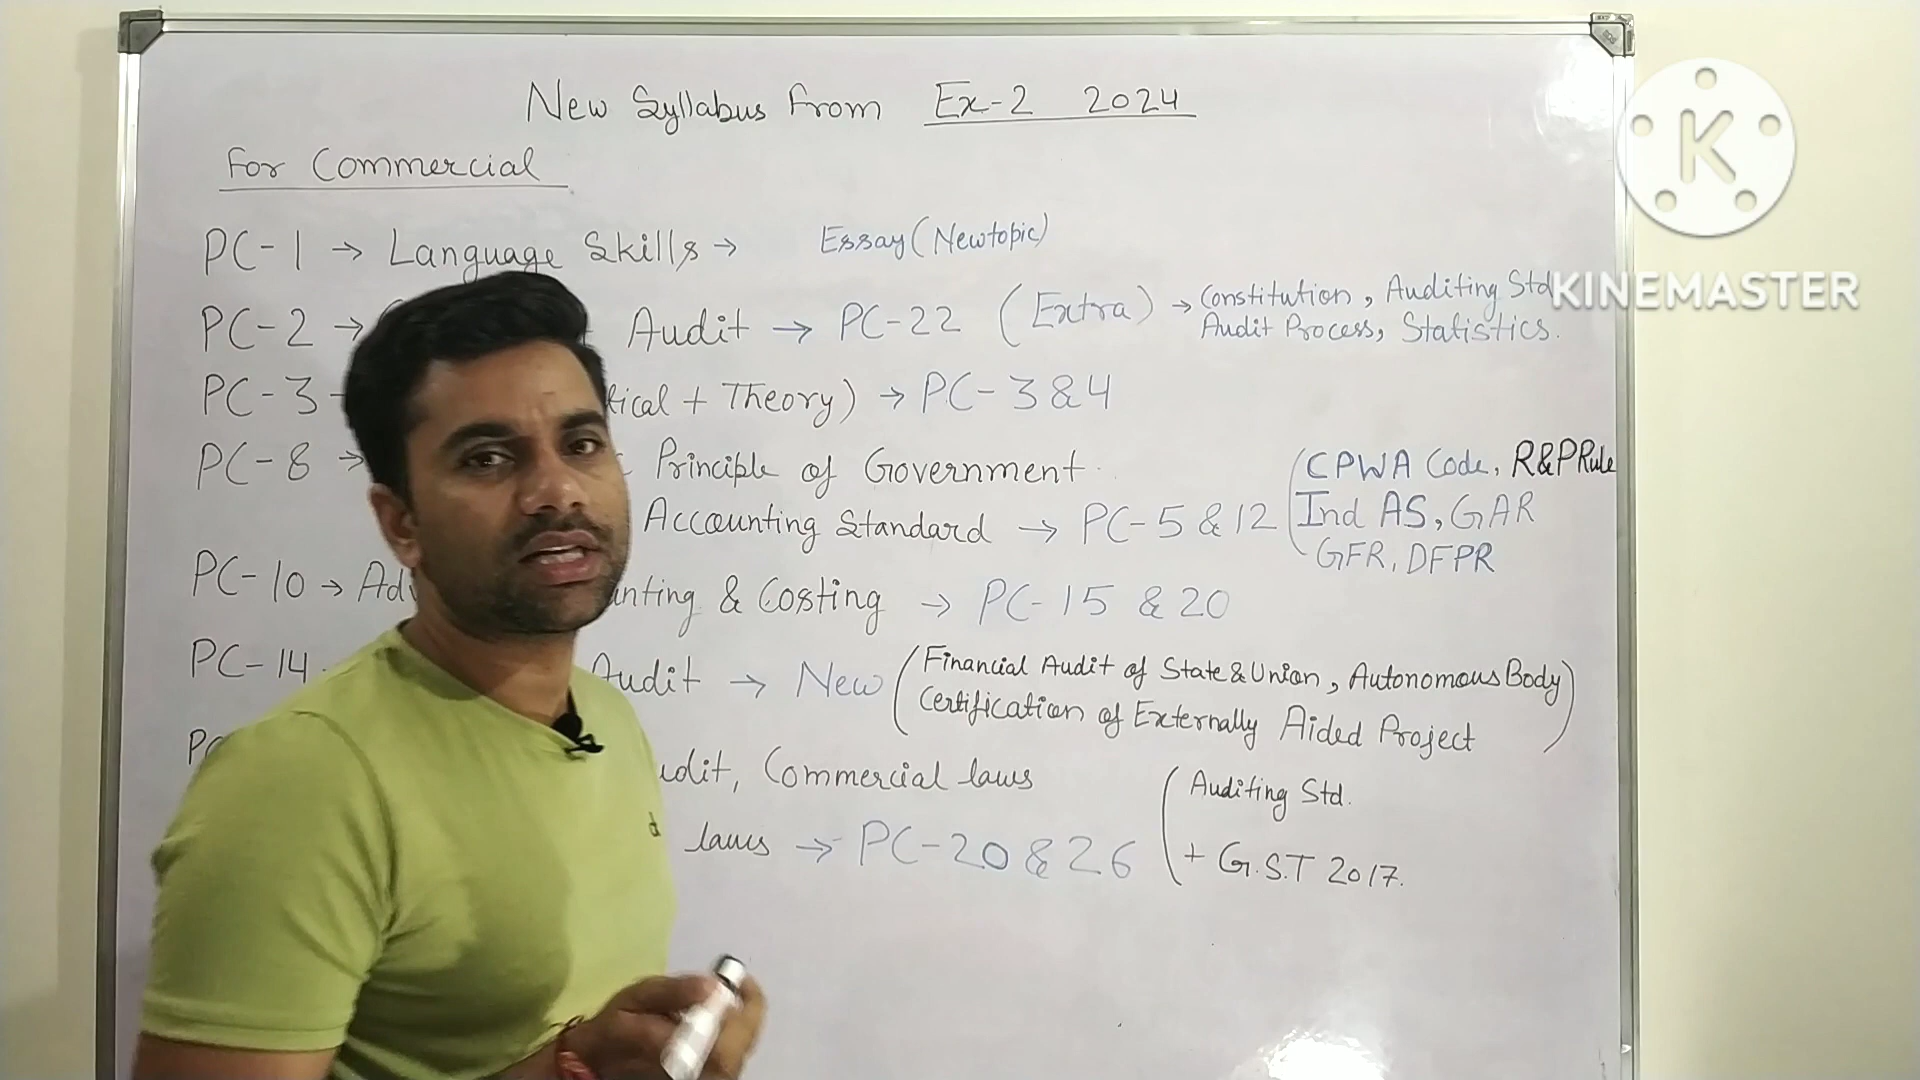 New Syllabus from Ex-2 2024
For Commercial
PC-1 → Language Skills → Essay (New topic)
PC-2 → Audit → PC-22 (Extra) → Constitution, Auditing Std
Audit Process, Statistics.
PC-3 tical + Theory) → PC-3 & 4
PC-8 → Principle of Government
Accounting Standard → PC-5 & 12 (CPWA Code, R&P Rule
Ind AS, GAR
GFR, DFPR
PC-10 → Adv unting & Costing → PC-15 & 20
PC-14 Audit → New (Financial Audit of State & Union, Autonomous Body)
Certification of Externally Aided Project
udit, Commercial laws
laws → PC-20 & 26 (Auditing Std.
+ G.S.T 2017.
K
KINEMASTER